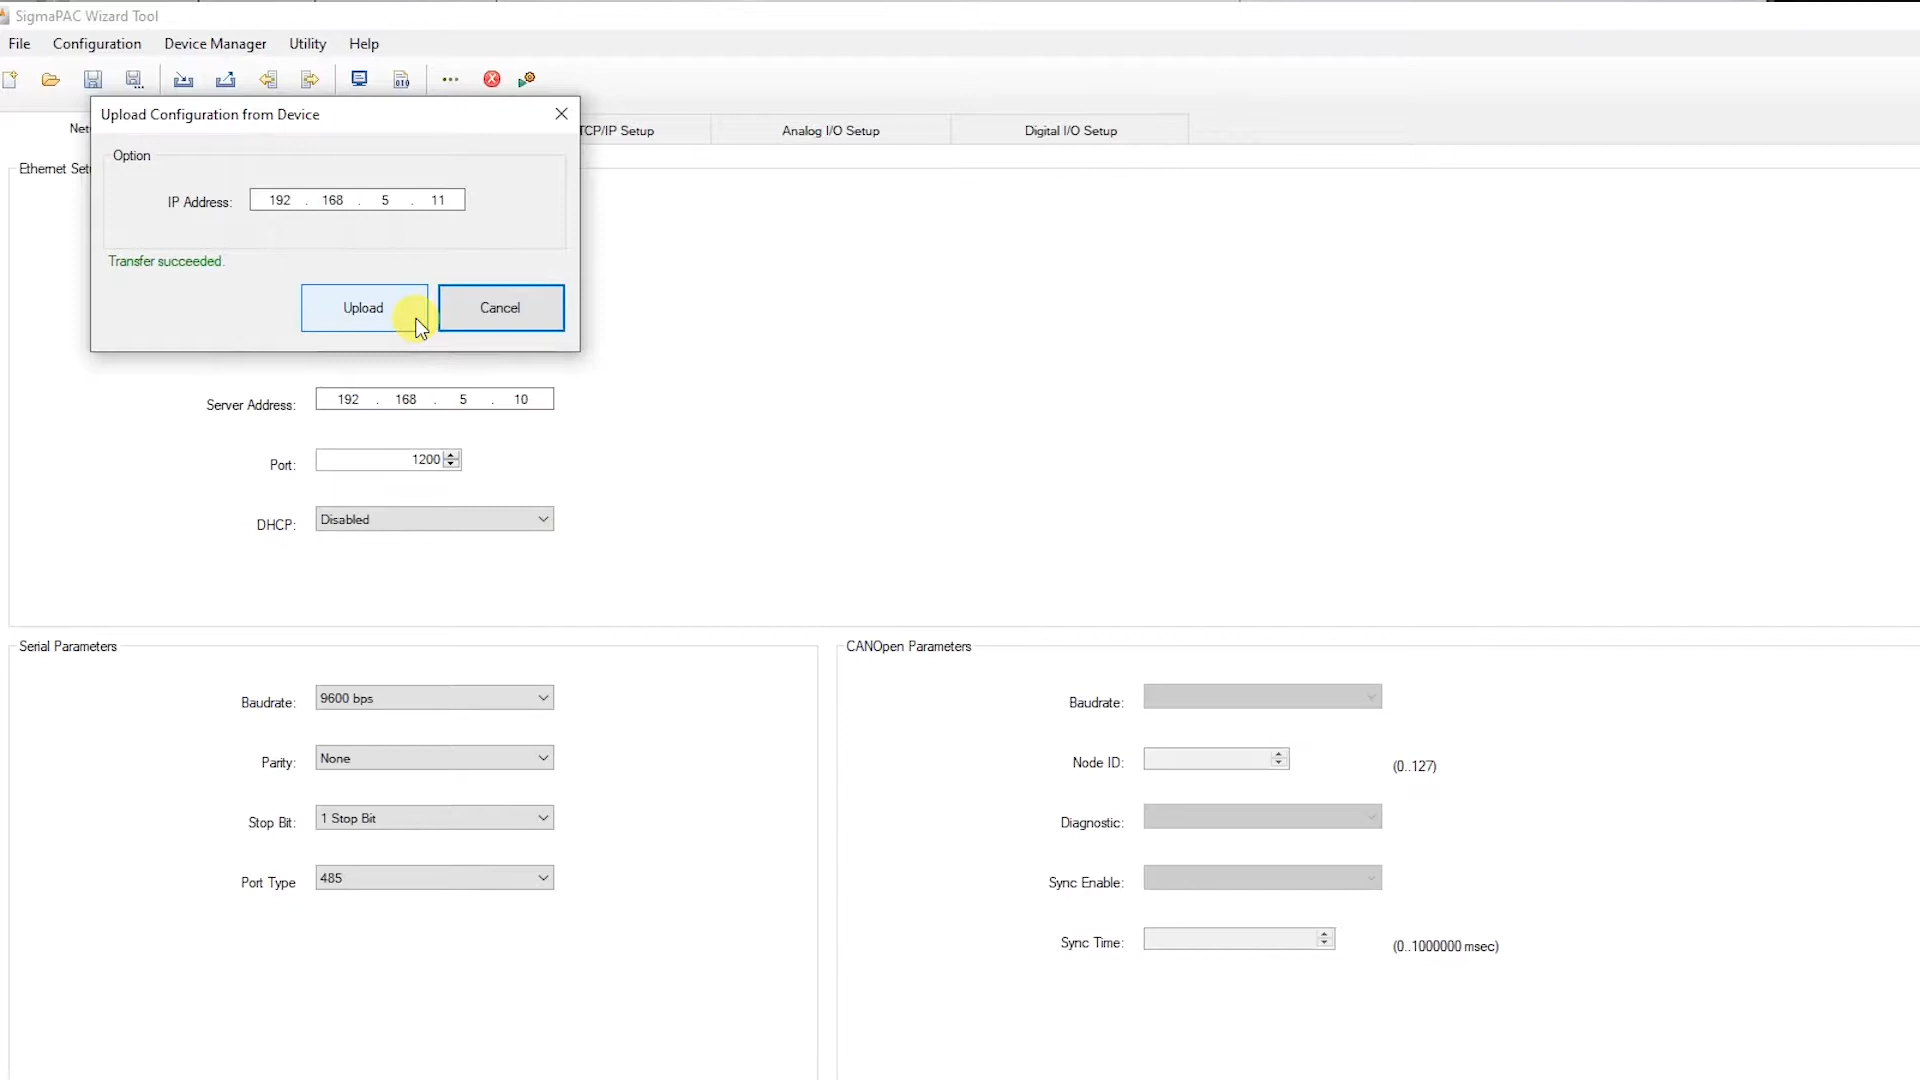 SigmaPAC Wizard Tool
File Configuration Device Manager Utility Help
Upload Configuration from Device
TCP/IP Setup Analog I/O Setup Digital I/O Setup
Option
IP Address: 192 . 168 . 5 . 11
Transfer succeeded.
Upload Cancel
Server Address: 192 . 168 . 5 . 10
Port: 1200
DHCP: Disabled
Serial Parameters
Baudrate: 9600 bps
Parity: None
Stop Bit: 1 Stop Bit
Port Type 485
CANOpen Parameters
Baudrate:
Node ID: (0..127)
Diagnostic:
Sync Enable:
Sync Time: (0..1000000 msec)